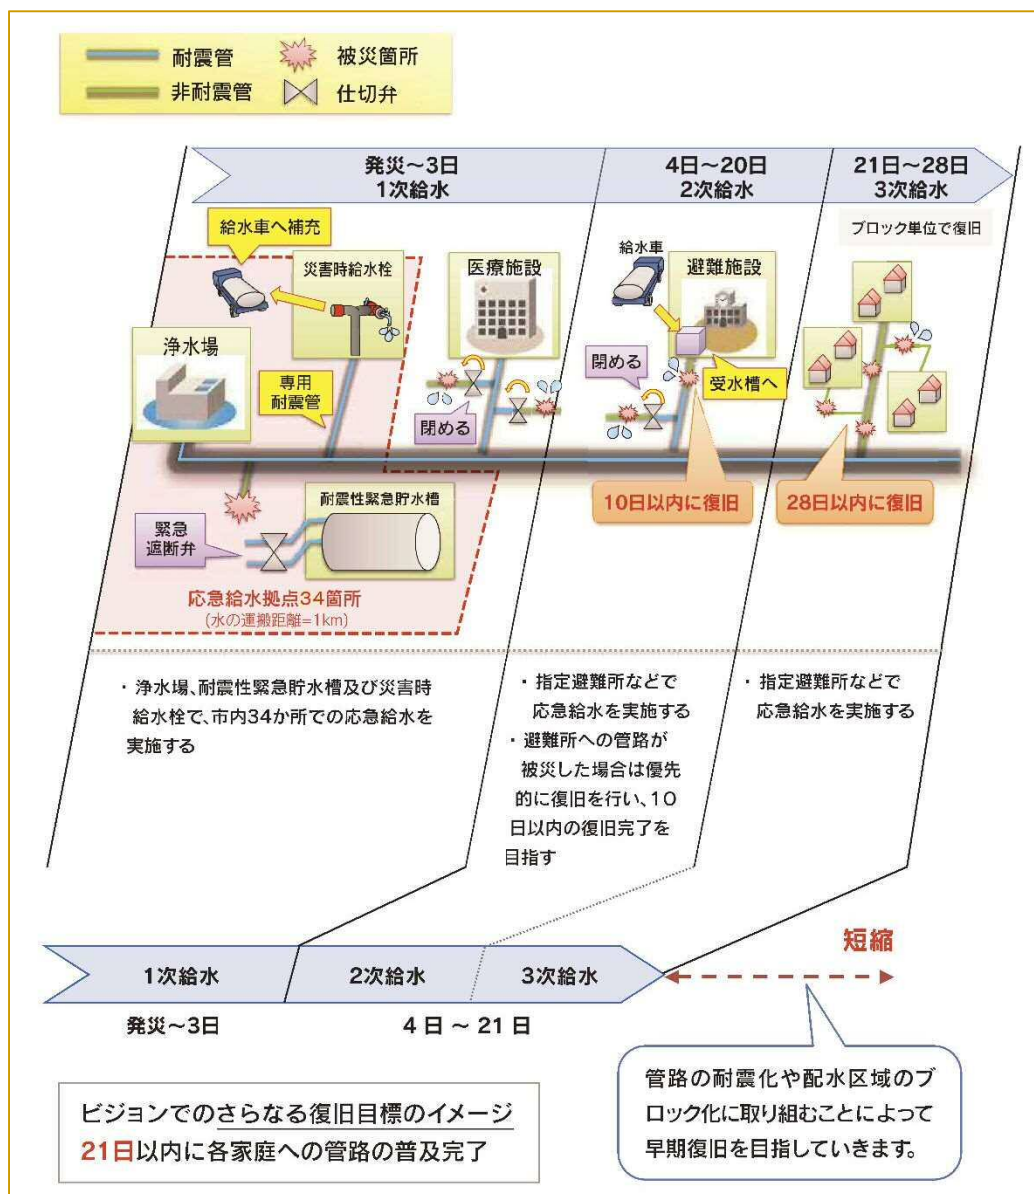 耐震管
被災箇所
非耐震管
仕切弁
発災～3日
1次給水
4日～20日
2次給水
21日～28日
3次給水
給水車へ補充
災害時給水栓
医療施設
給水車
避難施設
ブロック単位で復旧
浄水場
専用
耐震管
閉める
閉める
受水槽へ
10日以内に復旧
28日以内に復旧
耐震性緊急貯水槽
緊急
遮断弁
応急給水拠点34箇所
(水の運搬距離=1km)
・浄水場、耐震性緊急貯水槽及び災害時
給水栓で、市内34か所での応急給水を
実施する
・指定避難所などで
応急給水を実施する
・避難所への管路が
被災した場合は優先
的に復旧を行い、10
日以内の復旧完了を
目指す
・指定避難所などで
応急給水を実施する
短縮
1次給水
2次給水
3次給水
発災～3日
4日～21日
ビジョンでのさらなる復旧目標のイメージ
21日以内に各家庭への管路の普及完了
管路の耐震化や配水区域のブ
ロック化に取り組むことによって
早期復旧を目指していきます。